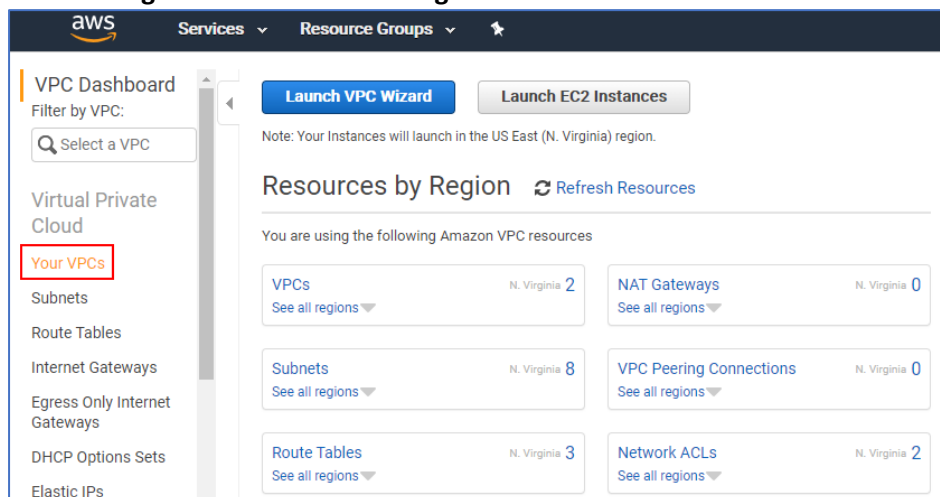 aws
Services
Resource Groups
VPC Dashboard
Filter by VPC:
Select a VPC
Virtual Private
Cloud
Your VPCs
Subnets
Route Tables
Internet Gateways
Egress Only Internet
Gateways
DHCP Options Sets
Elastic IPs
Launch VPC Wizard
Launch EC2 Instances
Note: Your Instances will launch in the US East (N. Virginia) region.
Resources by Region
Refresh Resources
You are using the following Amazon VPC resources
VPCs N. Virginia 2
See all regions
NAT Gateways N. Virginia 0
See all regions
Subnets N. Virginia 8
See all regions
VPC Peering Connections N. Virginia 0
See all regions
Route Tables N. Virginia 3
See all regions
Network ACLs N. Virginia 2
See all regions